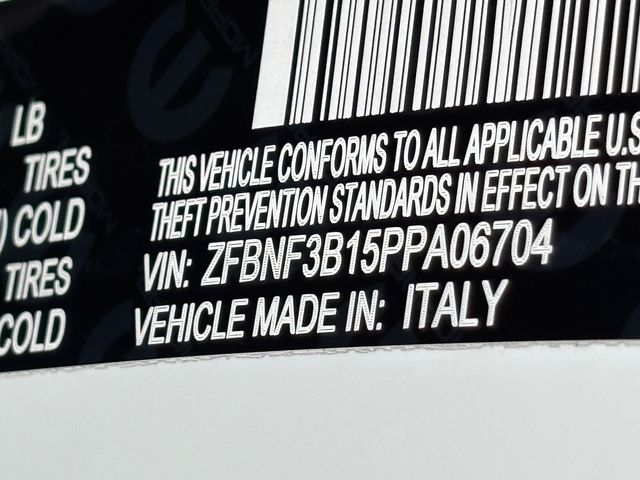 LB
TIRES
) COLD
TIRES
COLD
THIS VEHICLE CONFORMS TO ALL APPLICABLE U.S
THEFT PREVENTION STANDARDS IN EFFECT ON TH
VIN: ZFBNF3B15PPA06704
VEHICLE MADE IN: ITALY
MOPAR